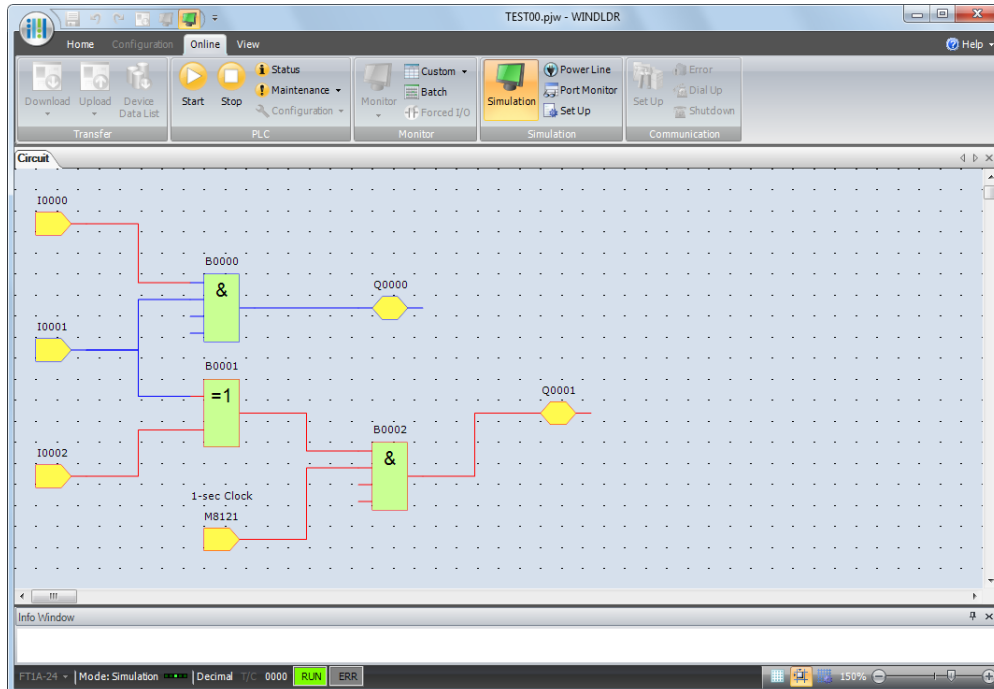 TEST00.pjw - WINDLDR
Home Configuration Online View Help
Download Upload Device Data List
Transfer
Start Stop Status Maintenance Configuration
PLC
Monitor Custom Batch Forced I/O
Monitor
Simulation Power Line Port Monitor Set Up
Simulation
Set Up Error Dial Up Shutdown
Communication
Circuit
I0000
B0000
&
Q0000
I0001
B0001
=1
Q0001
B0002
&
I0002
1-sec Clock
M8121
Info Window
FT1A-24 Mode: Simulation Decimal T/C 0000 RUN ERR 150%